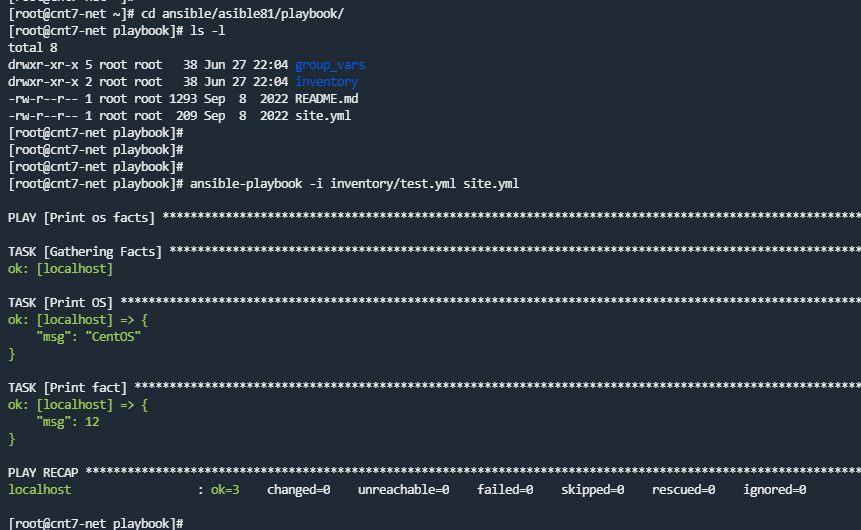 [root@cnt7-net ~]# cd ansible/asible81/playbook/
[root@cnt7-net playbook]# ls -l
total 8
drwxr-xr-x 5 root root   38 Jun 27 22:04 group_vars
drwxr-xr-x 2 root root   38 Jun 27 22:04 inventory
-rw-r--r-- 1 root root 1293 Sep  8  2022 README.md
-rw-r--r-- 1 root root  209 Sep  8  2022 site.yml
[root@cnt7-net playbook]#
[root@cnt7-net playbook]#
[root@cnt7-net playbook]#
[root@cnt7-net playbook]# ansible-playbook -i inventory/test.yml site.yml
PLAY [Print os facts] ****************************************************************************************************
TASK [Gathering Facts] ***************************************************************************************************
ok: [localhost]
TASK [Print OS] **********************************************************************************************************
ok: [localhost] => {
    "msg": "CentOS"
}
TASK [Print fact] ********************************************************************************************************
ok: [localhost] => {
    "msg": 12
}
PLAY RECAP ***************************************************************************************************************
localhost                  : ok=3    changed=0    unreachable=0    failed=0    skipped=0    rescued=0    ignored=0
[root@cnt7-net playbook]#